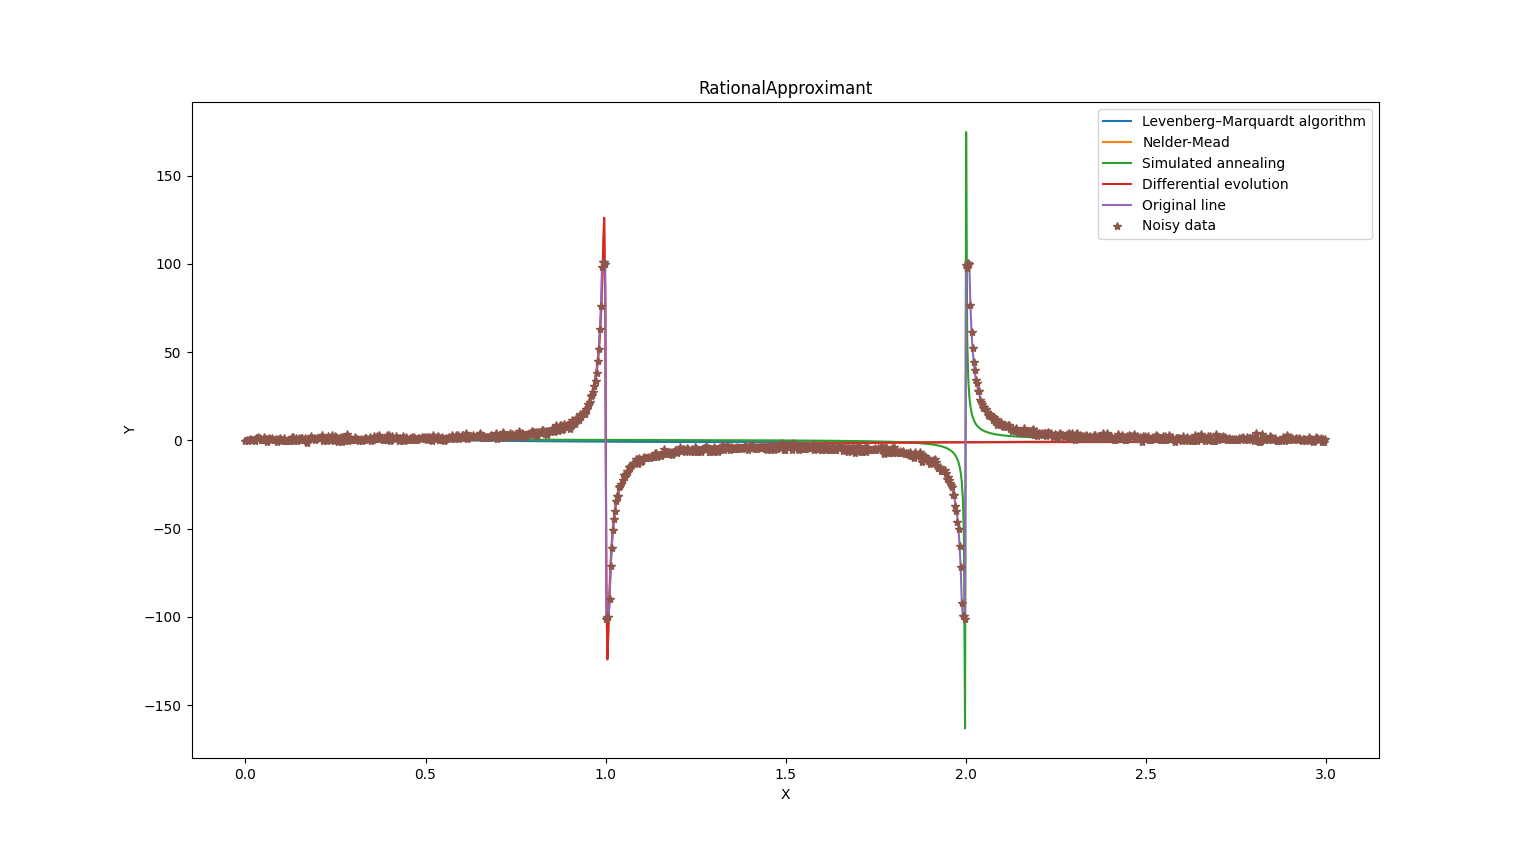 RationalApproximant
Levenberg–Marquardt algorithm
Nelder-Mead
Simulated annealing
Differential evolution
Original line
Noisy data
150
100
50
0
−50
−100
−150
Y
0.0 0.5 1.0 1.5 2.0 2.5 3.0
X